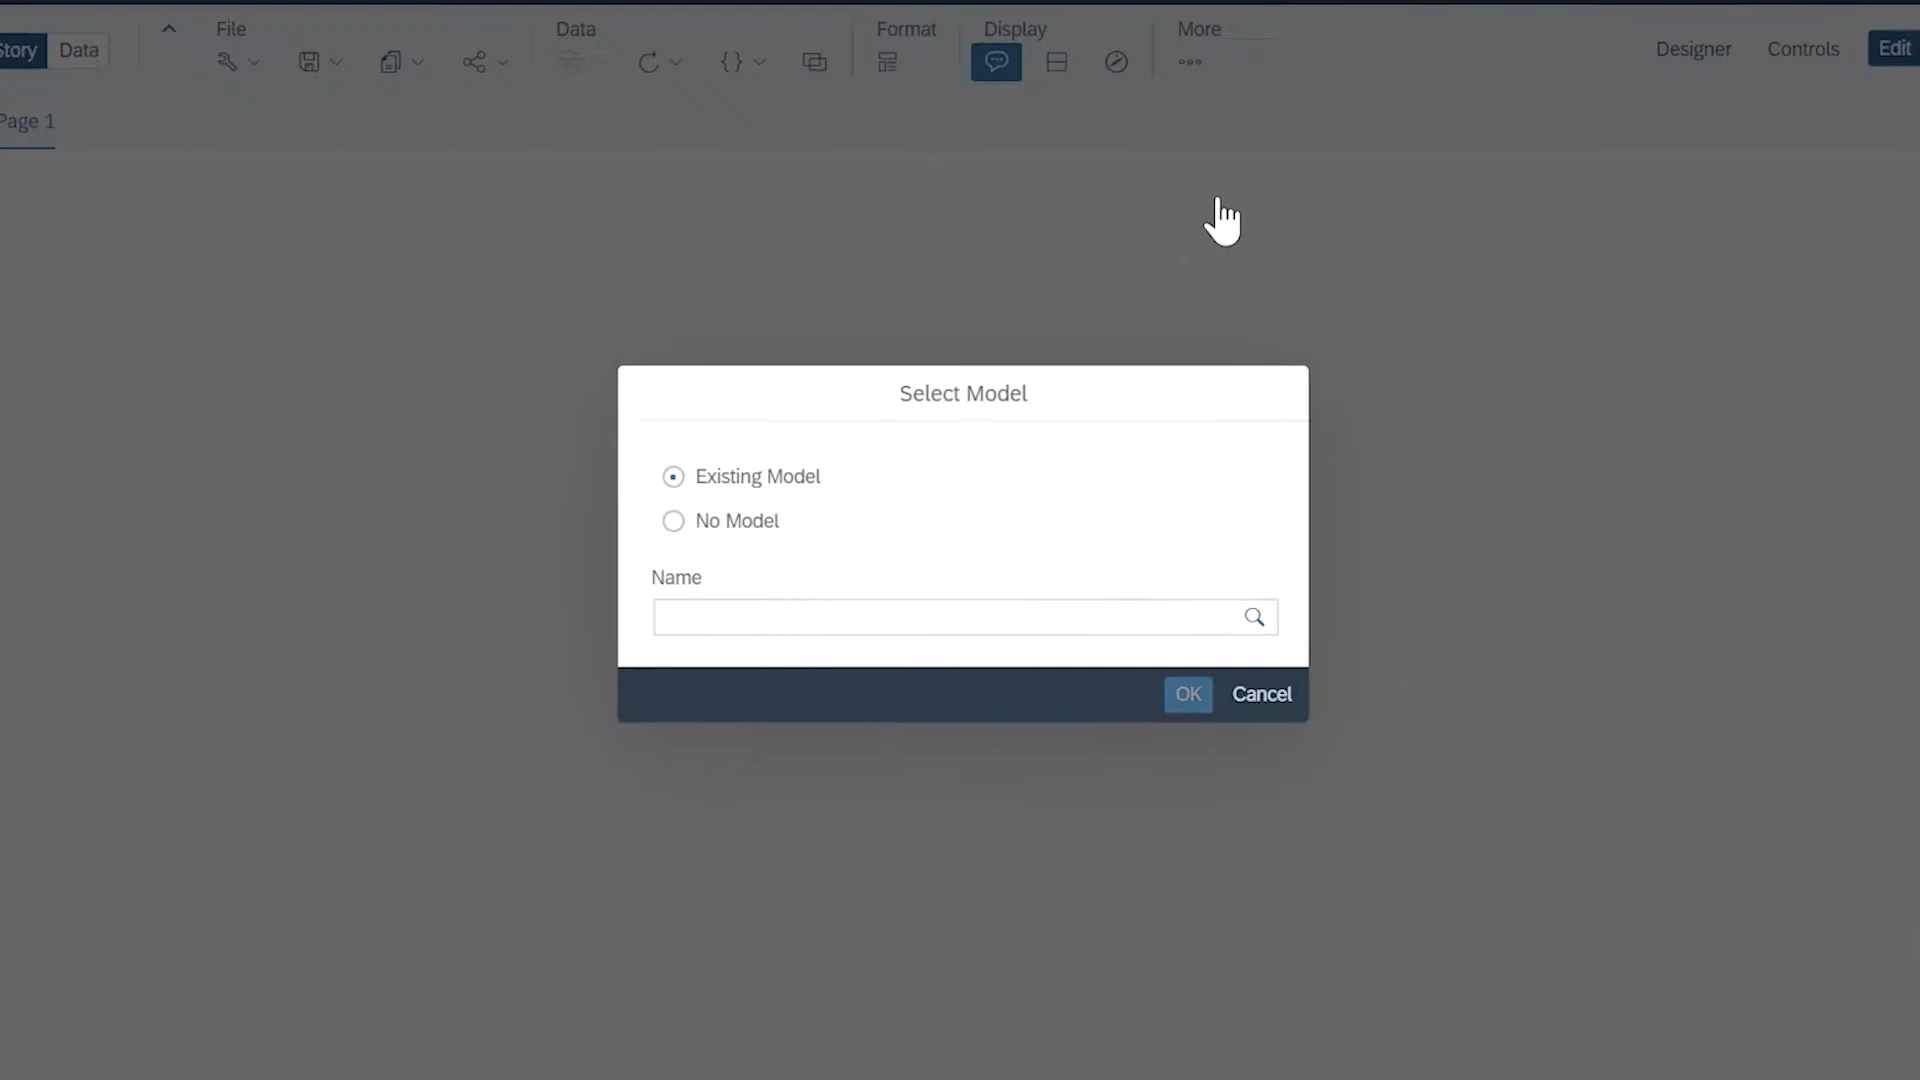 File Data Format Display More
Story Data Designer Controls Edit
Page 1
Select Model
Existing Model
No Model
Name
OK Cancel